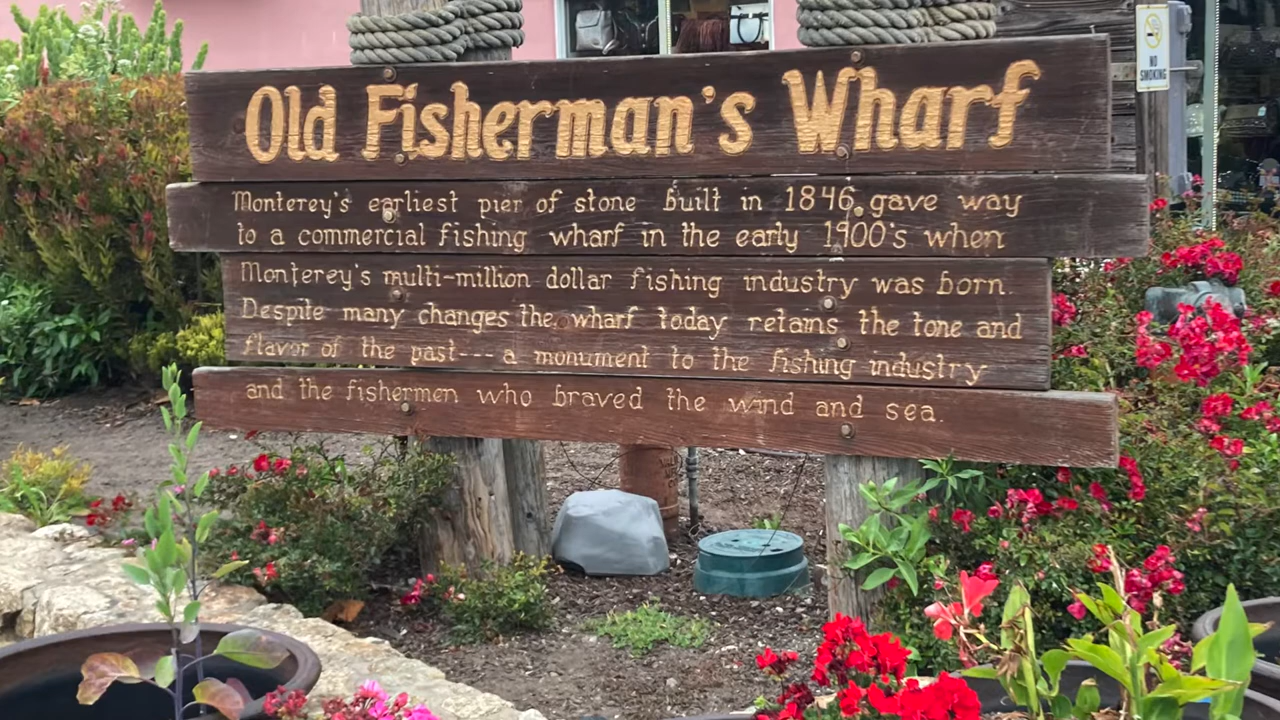 Old Fisherman's Wharf
Monterey's earliest pier of stone built in 1846, gave way
to a commercial fishing wharf in the early 1900's when
Monterey's multi-million dollar fishing industry was born.
Despite many changes the wharf today retains the tone and
flavor of the past---a monument to the fishing industry
and the fishermen who braved the wind and sea.
NO
SMOKING